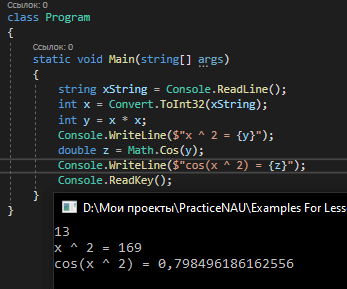 Ссылок: 0
class Program
{
Ссылок: 0
static void Main(string[] args)
{
string xString = Console.ReadLine();
int x = Convert.ToInt32(xString);
int y = x * x;
Console.WriteLine($"x ^ 2 = {y}");
double z = Math.Cos(y);
Console.WriteLine($"cos(x ^ 2) = {z}");
Console.ReadKey();
}
}
D:\Мои проекты\PracticeNAU\Examples For Less
13
x ^ 2 = 169
cos(x ^ 2) = 0,798496186162556